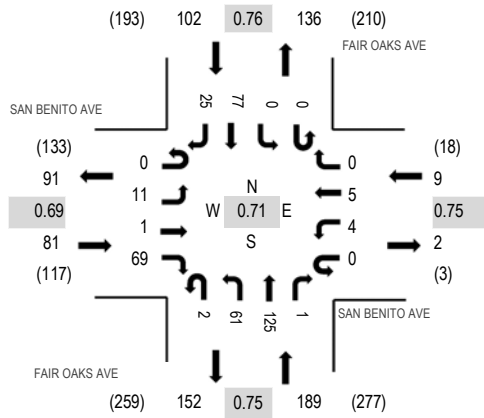 (193) 102 0.76 136 (210)
FAIR OAKS AVE
25 77 0 0
SAN BENITO AVE
(133) 0 0 (18)
91 11 N 5 9
0.69 W 0.71 E 0.75
81 1 S 4 2
(117) 69 0 (3)
2 61 125 1
SAN BENITO AVE
FAIR OAKS AVE
(259) 152 0.75 189 (277)